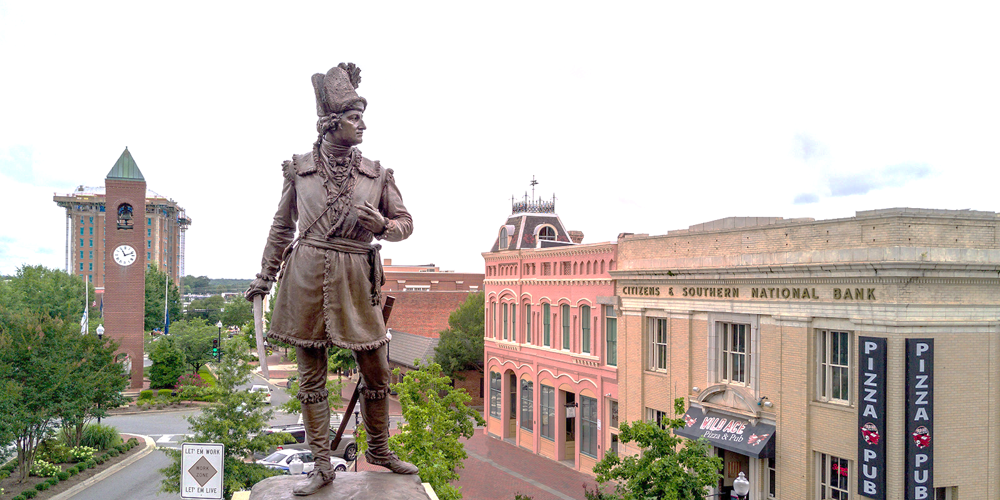 CITIZENS & SOUTHERN NATIONAL BANK
WILD ACE
Pizza & Pub
PIZZA PUB
PIZZA PUB
LET' EM WORK
WORK
ZONE
LET' EM LIVE